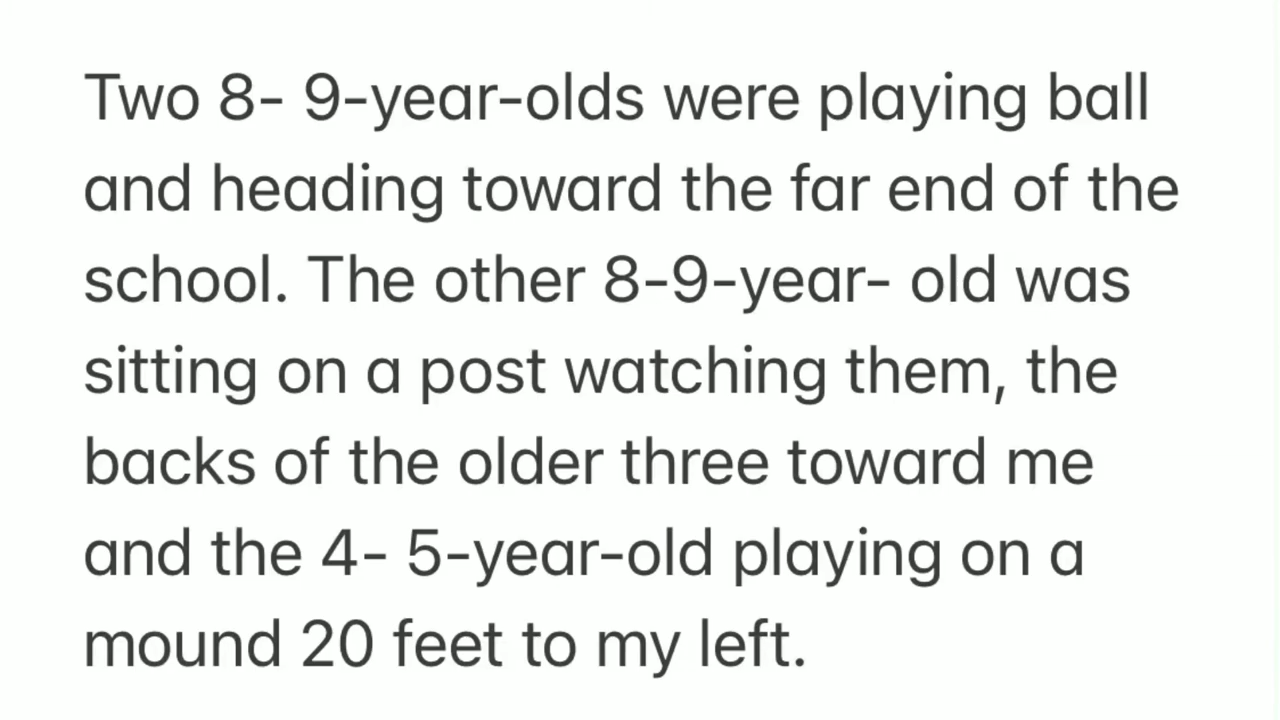 Two 8- 9-year-olds were playing ball
and heading toward the far end of the
school. The other 8-9-year- old was
sitting on a post watching them, the
backs of the older three toward me
and the 4- 5-year-old playing on a
mound 20 feet to my left.